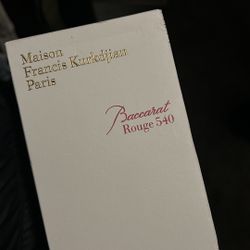 Maison
Francis Kurkdjian
Paris
Baccarat
Rouge 540